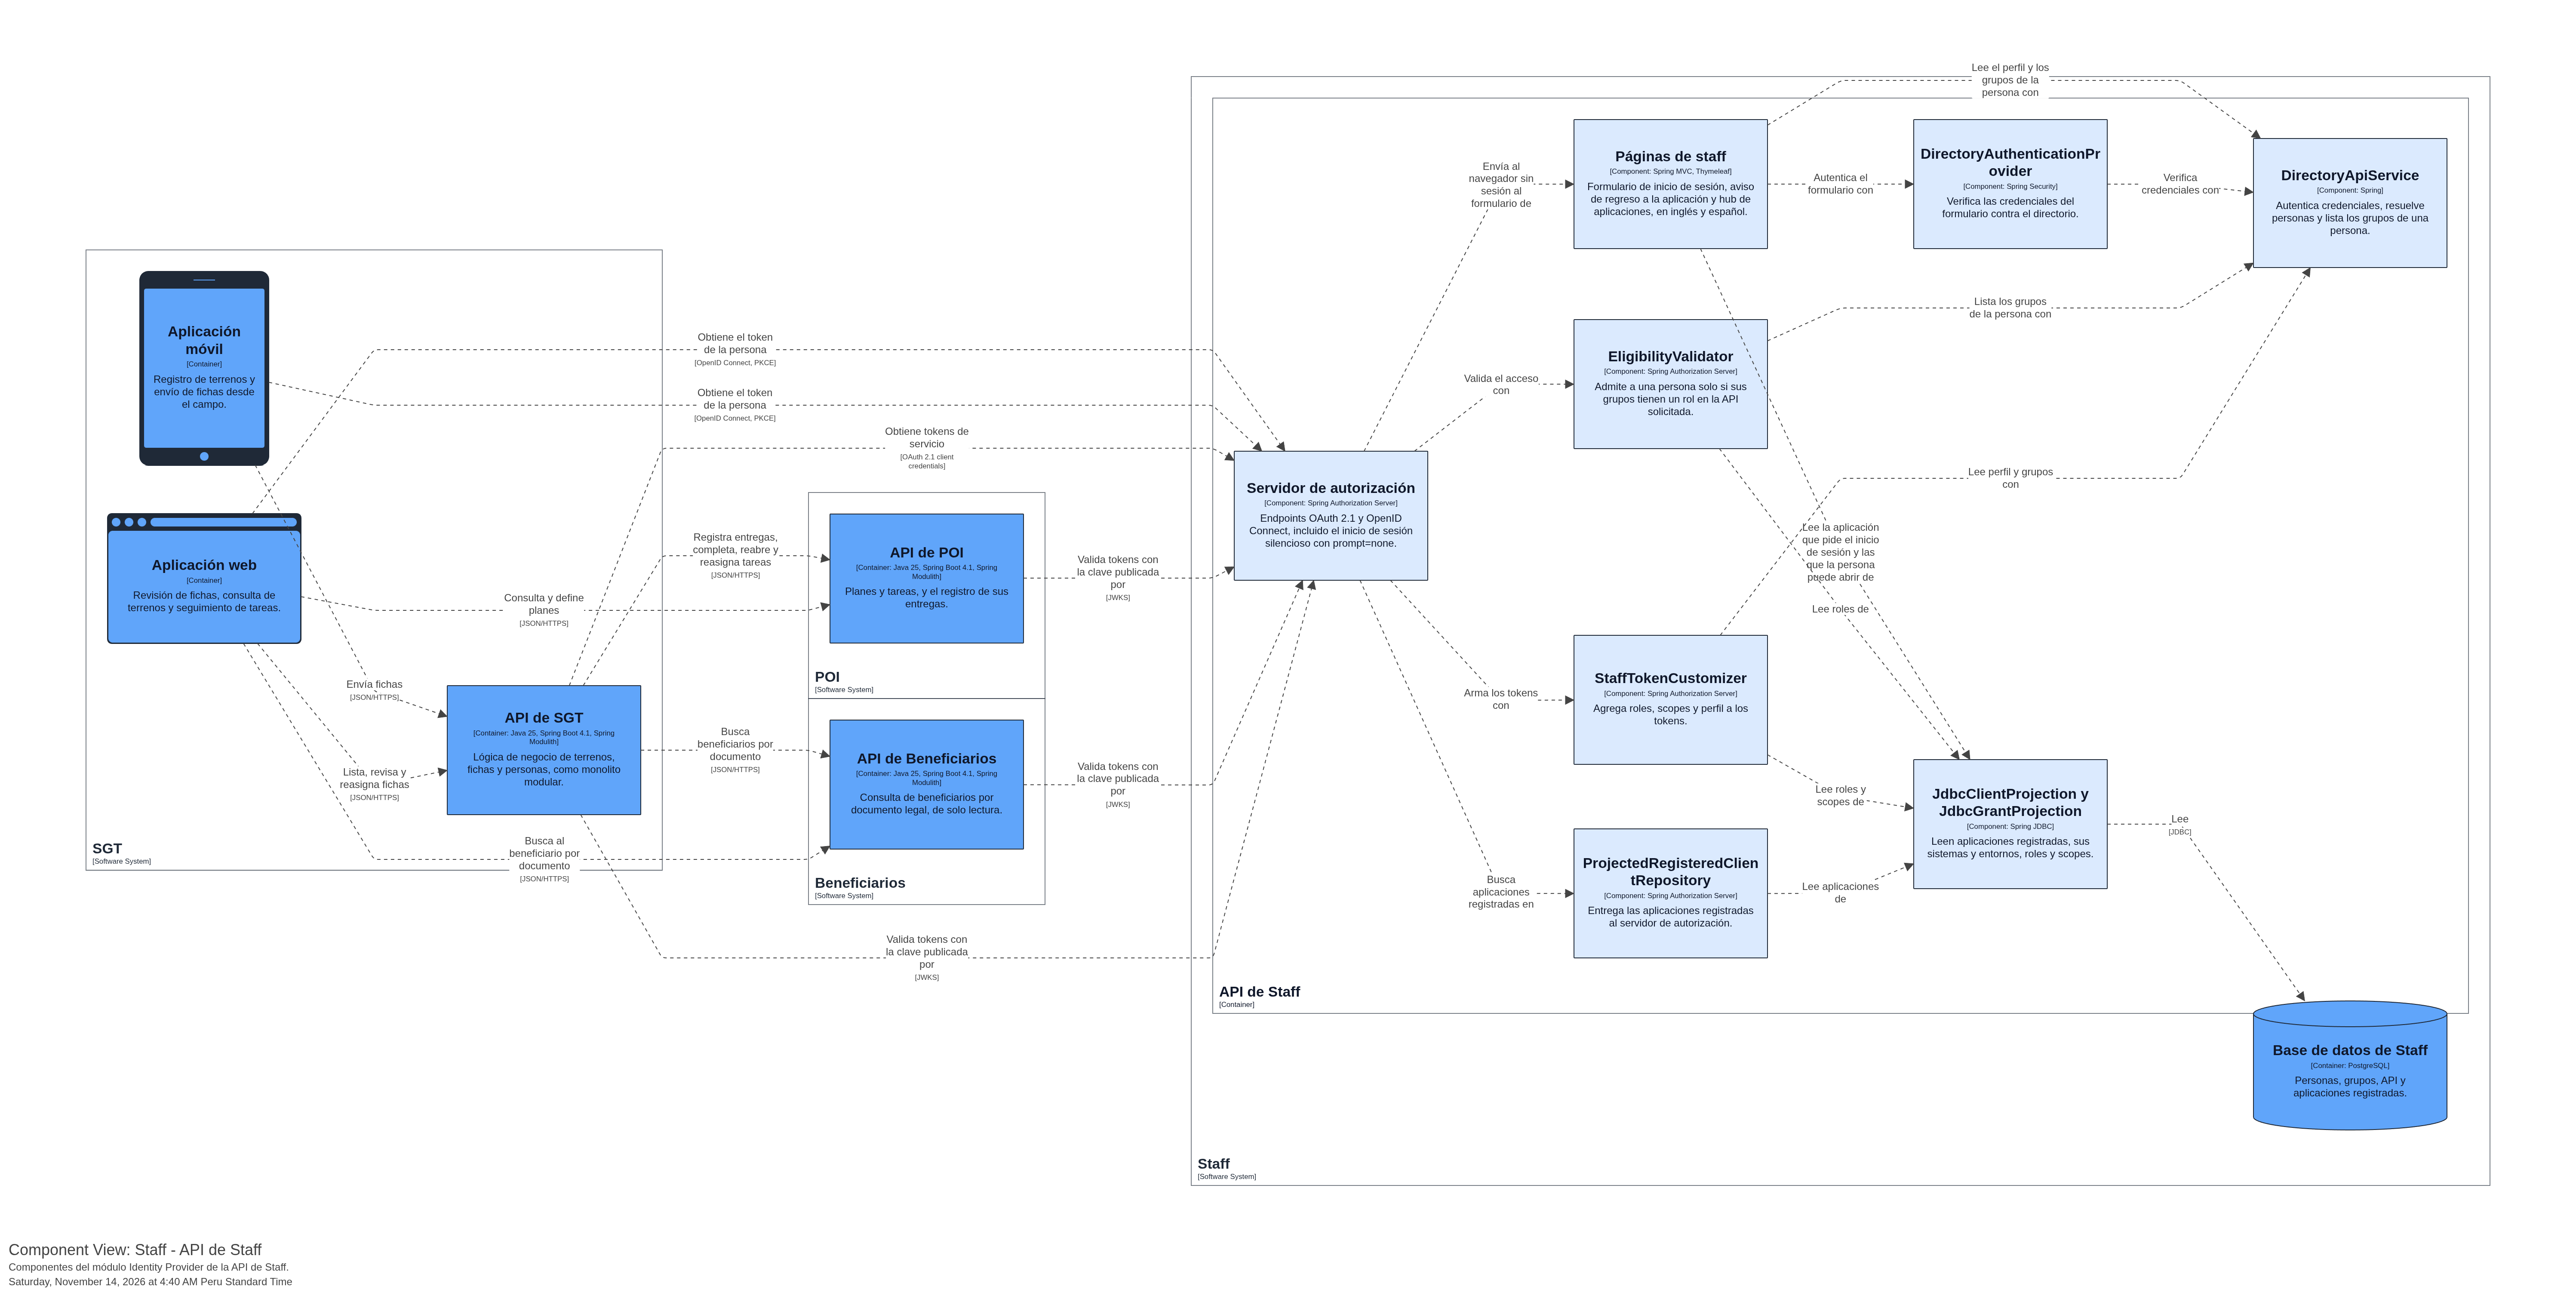 Lee el perfil y los
grupos de la
persona con
Páginas de staff
[Component: Spring MVC, Thymeleaf]
Formulario de inicio de sesión, aviso
de regreso a la aplicación y hub de
aplicaciones, en inglés y español.
DirectoryAuthenticationPr
ovider
[Component: Spring Security]
Verifica las credenciales del
formulario contra el directorio.
DirectoryApiService
[Component: Spring]
Autentica credenciales, resuelve
personas y lista los grupos de una
persona.
Envía al
navegador sin
sesión al
formulario de
Autentica el
formulario con
Verifica
credenciales con
Aplicación
móvil
[Container]
Registro de terrenos y
envío de fichas desde
el campo.
Obtiene el token
de la persona
[OpenID Connect, PKCE]
Obtiene el token
de la persona
[OpenID Connect, PKCE]
Obtiene tokens de
servicio
[OAuth 2.1 client
credentials]
Valida el acceso
con
EligibilityValidator
[Component: Spring Authorization Server]
Admite a una persona solo si sus
grupos tienen un rol en la API
solicitada.
Lista los grupos
de la persona con
Aplicación web
[Container]
Revisión de fichas, consulta de
terrenos y seguimiento de tareas.
Registra entregas,
completa, reabre y
reasigna tareas
[JSON/HTTPS]
Consulta y define
planes
[JSON/HTTPS]
API de POI
[Container: Java 25, Spring Boot 4.1, Spring
Modulith]
Planes y tareas, y el registro de sus
entregas.
POI
[Software System]
Valida tokens con
la clave publicada
por
[JWKS]
Servidor de autorización
[Component: Spring Authorization Server]
Endpoints OAuth 2.1 y OpenID
Connect, incluido el inicio de sesión
silencioso con prompt=none.
Lee perfil y grupos
con
Lee la aplicación
que pide el inicio
de sesión y las
que la persona
puede abrir de
Lee roles de
Envía fichas
[JSON/HTTPS]
Lista, revisa y
reasigna fichas
[JSON/HTTPS]
API de SGT
[Container: Java 25, Spring Boot 4.1, Spring
Modulith]
Lógica de negocio de terrenos,
fichas y personas, como monolito
modular.
Busca
beneficiarios por
documento
[JSON/HTTPS]
Busca al
beneficiario por
documento
[JSON/HTTPS]
SGT
[Software System]
API de Beneficiarios
[Container: Java 25, Spring Boot 4.1, Spring
Modulith]
Consulta de beneficiarios por
documento legal, de solo lectura.
Beneficiarios
[Software System]
Valida tokens con
la clave publicada
por
[JWKS]
Valida tokens con
la clave publicada
por
[JWKS]
Arma los tokens
con
StaffTokenCustomizer
[Component: Spring Authorization Server]
Agrega roles, scopes y perfil a los
tokens.
Lee roles y
scopes de
Busca
aplicaciones
registradas en
ProjectedRegisteredClien
tRepository
[Component: Spring Authorization Server]
Entrega las aplicaciones registradas
al servidor de autorización.
Lee aplicaciones
de
JdbcClientProjection y
JdbcGrantProjection
[Component: Spring JDBC]
Leen aplicaciones registradas, sus
sistemas y entornos, roles y scopes.
Lee
[JDBC]
API de Staff
[Container]
Base de datos de Staff
[Container: PostgreSQL]
Personas, grupos, API y
aplicaciones registradas.
Staff
[Software System]
Component View: Staff - API de Staff
Componentes del módulo Identity Provider de la API de Staff.
Saturday, November 14, 2026 at 4:40 AM Peru Standard Time